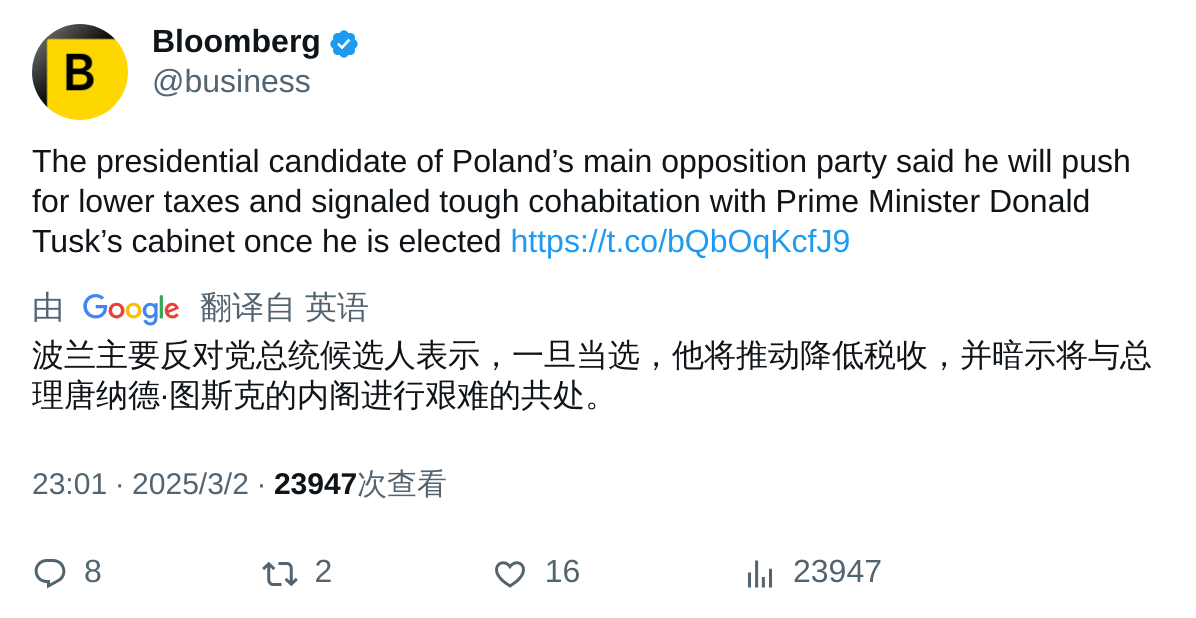 B
Bloomberg
@business
The presidential candidate of Poland’s main opposition party said he will push
for lower taxes and signaled tough cohabitation with Prime Minister Donald
Tusk’s cabinet once he is elected https://t.co/bQbOqKcfJ9
由 Google 翻译自 英语
波兰主要反对党总统候选人表示，一旦当选，他将推动降低税收，并暗示将与总
理唐纳德·图斯克的内阁进行艰难的共处。
23:01 · 2025/3/2 · 23947次查看
8 2 16 23947